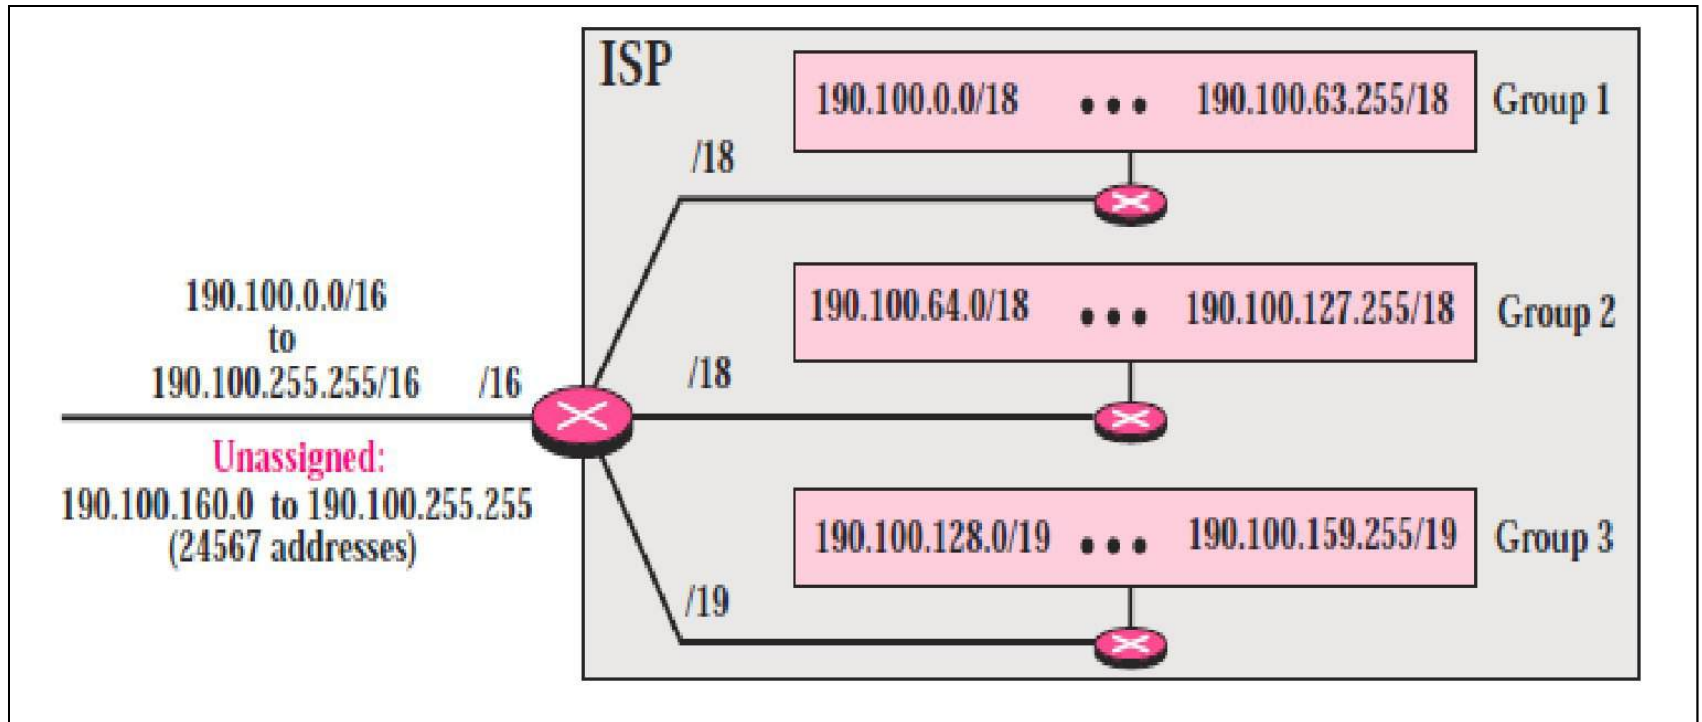 ISP
190.100.0.0/18 ••• 190.100.63.255/18 Group 1
/18
190.100.64.0/18 ••• 190.100.127.255/18 Group 2
/18
190.100.0.0/16
to
190.100.255.255/16 /16
Unassigned:
190.100.160.0 to 190.100.255.255
(24567 addresses)
190.100.128.0/19 ••• 190.100.159.255/19 Group 3
/19